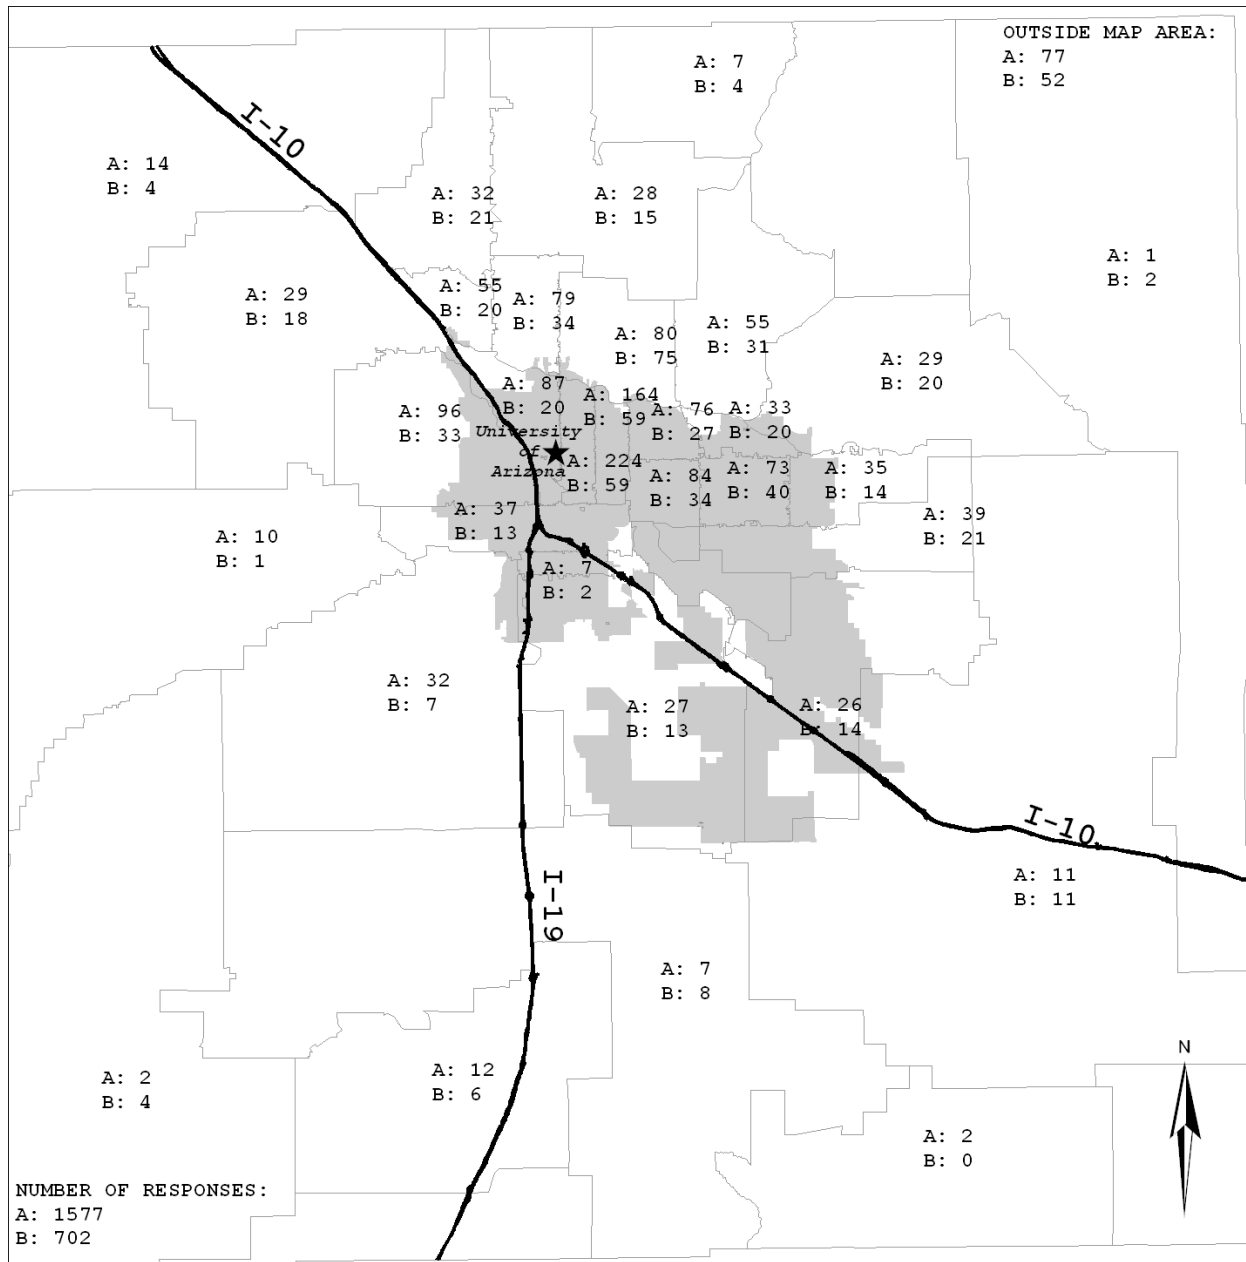 OUTSIDE MAP AREA:
A: 77
B: 52
A: 7
B: 4
I-10
A: 14
B: 4
A: 32
B: 21
A: 28
B: 15
A: 1
B: 2
A: 29
B: 18
A: 55
B: 20
A: 79
B: 34
A: 80
B: 75
A: 55
B: 31
A: 29
B: 20
A: 96
B: 33
A: 87
B: 20
A: 164
B: 59
A: 76
B: 27
A: 33
B: 20
University
of
Arizona
A: 224
B: 59
A: 84
B: 34
A: 73
B: 40
A: 35
B: 14
A: 39
B: 21
A: 37
B: 13
A: 10
B: 1
A: 7
B: 2
A: 32
B: 7
A: 27
B: 13
A: 26
B: 14
I-10
I-19
A: 11
B: 11
A: 7
B: 8
A: 2
B: 4
A: 12
B: 6
N
A: 2
B: 0
NUMBER OF RESPONSES:
A: 1577
B: 702